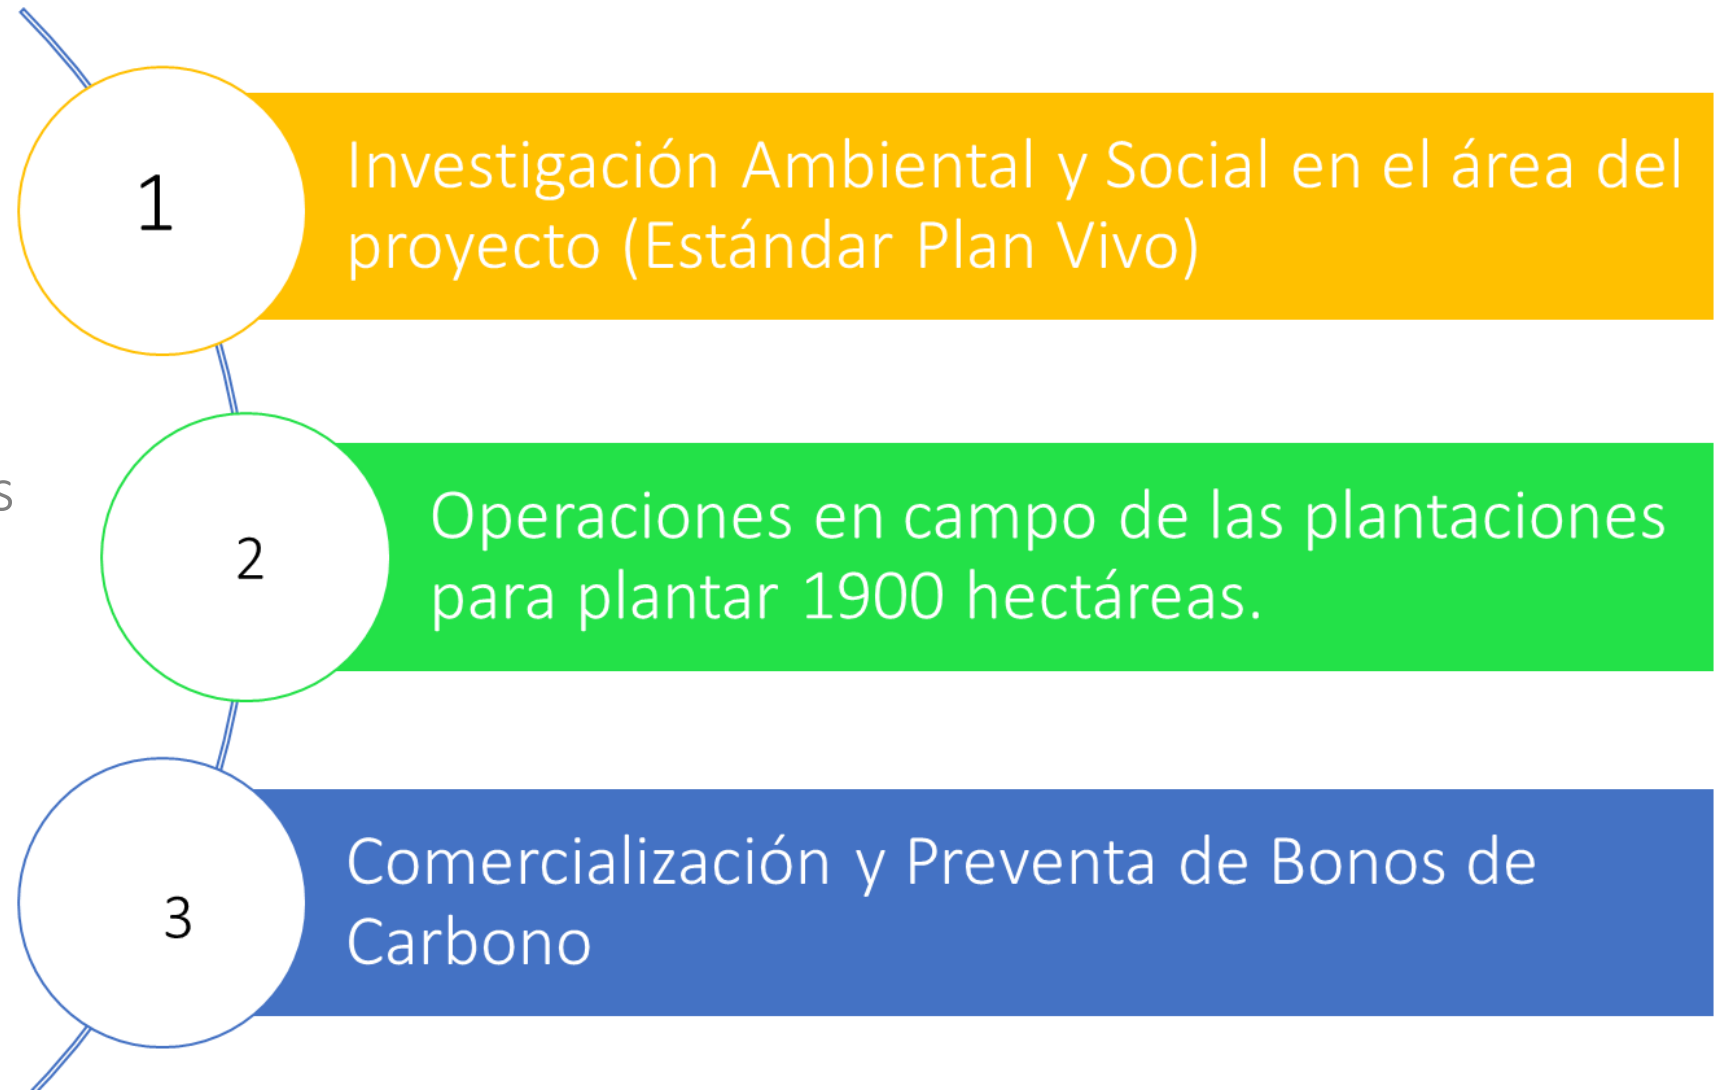 1
Investigación Ambiental y Social en el área del
proyecto (Estándar Plan Vivo)
s
2
Operaciones en campo de las plantaciones
para plantar 1900 hectáreas.
3
Comercialización y Preventa de Bonos de
Carbono